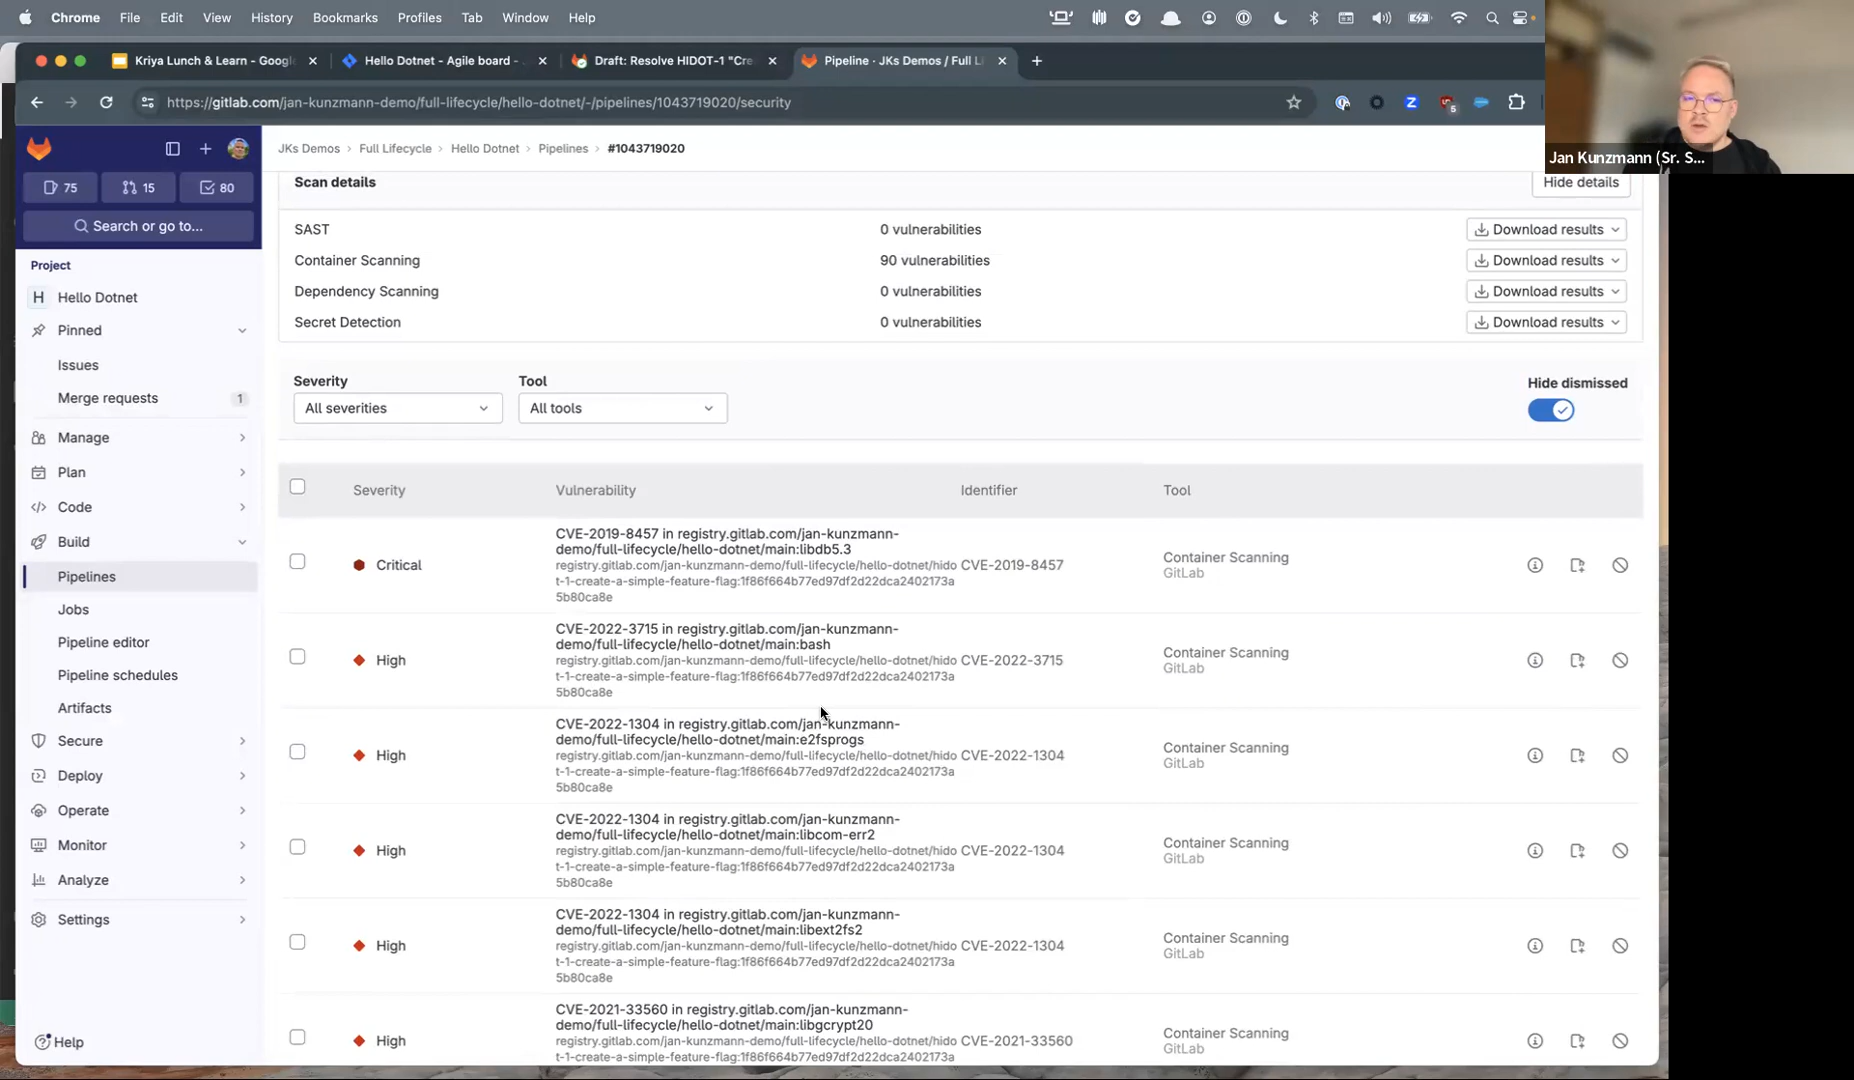 Chrome File Edit View History Bookmarks Profiles Tab Window Help
Kriya Lunch & Learn - Google
Hello Dotnet - Agile board -
Draft: Resolve HIDOT-1 "Cre
Pipeline · JKs Demos / Full Li
https://gitlab.com/jan-kunzmann-demo/full-lifecycle/hello-dotnet/-/pipelines/1043719020/security
5
Jan Kunzmann (Sr. S...
75
15
80
Search or go to...
Project
H Hello Dotnet
Pinned
Issues
Merge requests 1
Manage
Plan
Code
Build
Pipelines
Jobs
Pipeline editor
Pipeline schedules
Artifacts
Secure
Deploy
Operate
Monitor
Analyze
Settings
Help
JKs Demos › Full Lifecycle › Hello Dotnet › Pipelines › #1043719020
Scan details Hide details
SAST 0 vulnerabilities Download results
Container Scanning 90 vulnerabilities Download results
Dependency Scanning 0 vulnerabilities Download results
Secret Detection 0 vulnerabilities Download results
Severity Tool Hide dismissed
All severities All tools
Severity Vulnerability Identifier Tool
CVE-2019-8457 in registry.gitlab.com/jan-kunzmann-
demo/full-lifecycle/hello-dotnet/main:libdb5.3
registry.gitlab.com/jan-kunzmann-demo/full-lifecycle/hello-dotnet/hido
t-1-create-a-simple-feature-flag:1f86f664b77ed97df2d22dca2402173a
5b80ca8e
Critical
CVE-2019-8457
Container Scanning
GitLab
CVE-2022-3715 in registry.gitlab.com/jan-kunzmann-
demo/full-lifecycle/hello-dotnet/main:bash
registry.gitlab.com/jan-kunzmann-demo/full-lifecycle/hello-dotnet/hido
t-1-create-a-simple-feature-flag:1f86f664b77ed97df2d22dca2402173a
5b80ca8e
High
CVE-2022-3715
Container Scanning
GitLab
CVE-2022-1304 in registry.gitlab.com/jan-kunzmann-
demo/full-lifecycle/hello-dotnet/main:e2fsprogs
registry.gitlab.com/jan-kunzmann-demo/full-lifecycle/hello-dotnet/hido
t-1-create-a-simple-feature-flag:1f86f664b77ed97df2d22dca2402173a
5b80ca8e
High
CVE-2022-1304
Container Scanning
GitLab
CVE-2022-1304 in registry.gitlab.com/jan-kunzmann-
demo/full-lifecycle/hello-dotnet/main:libcom-err2
registry.gitlab.com/jan-kunzmann-demo/full-lifecycle/hello-dotnet/hido
t-1-create-a-simple-feature-flag:1f86f664b77ed97df2d22dca2402173a
5b80ca8e
High
CVE-2022-1304
Container Scanning
GitLab
CVE-2022-1304 in registry.gitlab.com/jan-kunzmann-
demo/full-lifecycle/hello-dotnet/main:libext2fs2
registry.gitlab.com/jan-kunzmann-demo/full-lifecycle/hello-dotnet/hido
t-1-create-a-simple-feature-flag:1f86f664b77ed97df2d22dca2402173a
5b80ca8e
High
CVE-2022-1304
Container Scanning
GitLab
CVE-2021-33560 in registry.gitlab.com/jan-kunzmann-
demo/full-lifecycle/hello-dotnet/main:libgcrypt20
registry.gitlab.com/jan-kunzmann-demo/full-lifecycle/hello-dotnet/hido
t-1-create-a-simple-feature-flag:1f86f664b77ed97df2d22dca2402173a
High
CVE-2021-33560
Container Scanning
GitLab